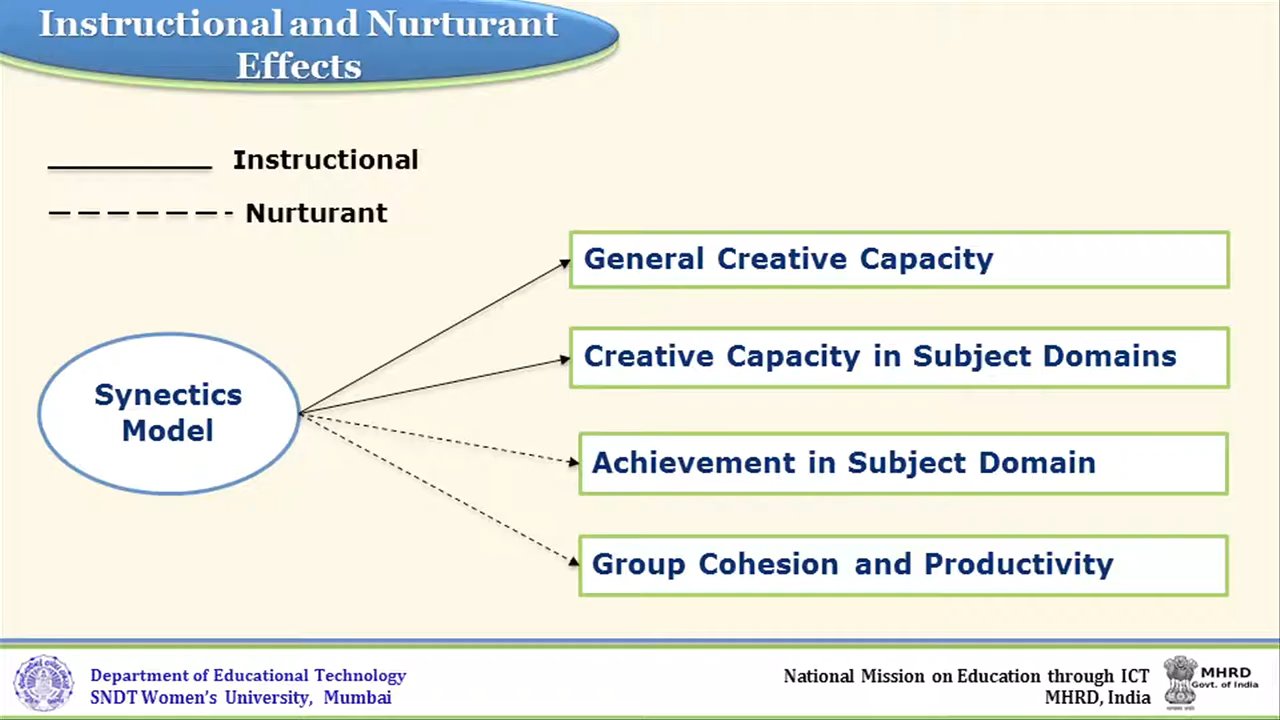 Instructional and Nurturant
Effects
Instructional
Nurturant
General Creative Capacity
Creative Capacity in Subject Domains
Synectics
Model
Achievement in Subject Domain
Group Cohesion and Productivity
Department of Educational Technology
SNDT Women's University, Mumbai
National Mission on Education through ICT
MHRD, India
MHRD
Govt. of India